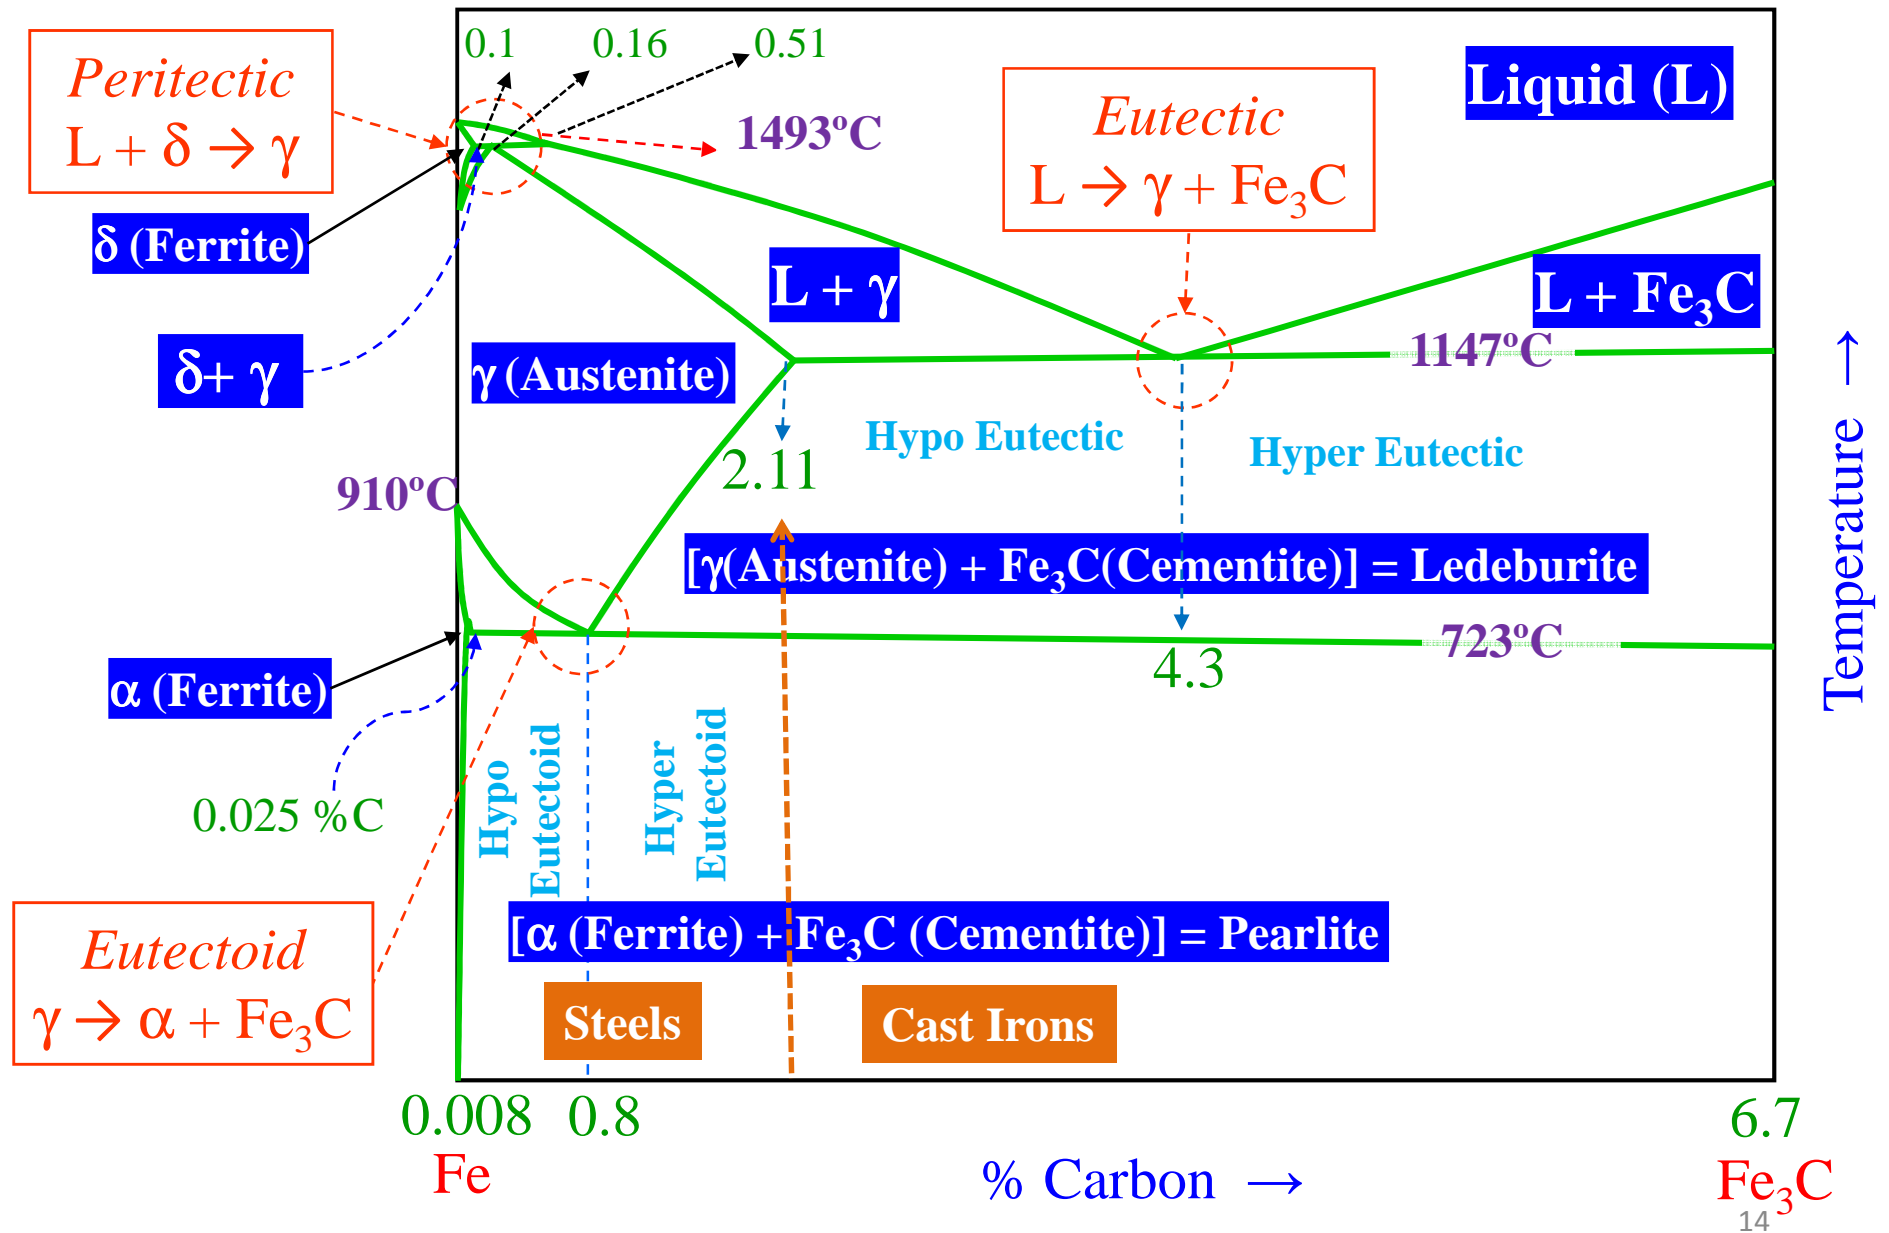 0.1
0.16
0.51
Peritectic
L + δ → γ
1493ºC
Eutectic
L → γ + Fe₃C
Liquid (L)
δ (Ferrite)
L + γ
L + Fe₃C
δ+ γ
γ (Austenite)
1147ºC
Hypo Eutectic
Hyper Eutectic
2.11
910ºC
[γ(Austenite) + Fe₃C(Cementite)] = Ledeburite
Temperature →
723ºC
4.3
α (Ferrite)
0.025 %C
Hypo
Eutectoid
Hyper
Eutectoid
Eutectoid
γ → α + Fe₃C
[α (Ferrite) + Fe₃C (Cementite)] = Pearlite
Steels
Cast Irons
0.008
0.8
6.7
Fe
% Carbon →
Fe₃C
14